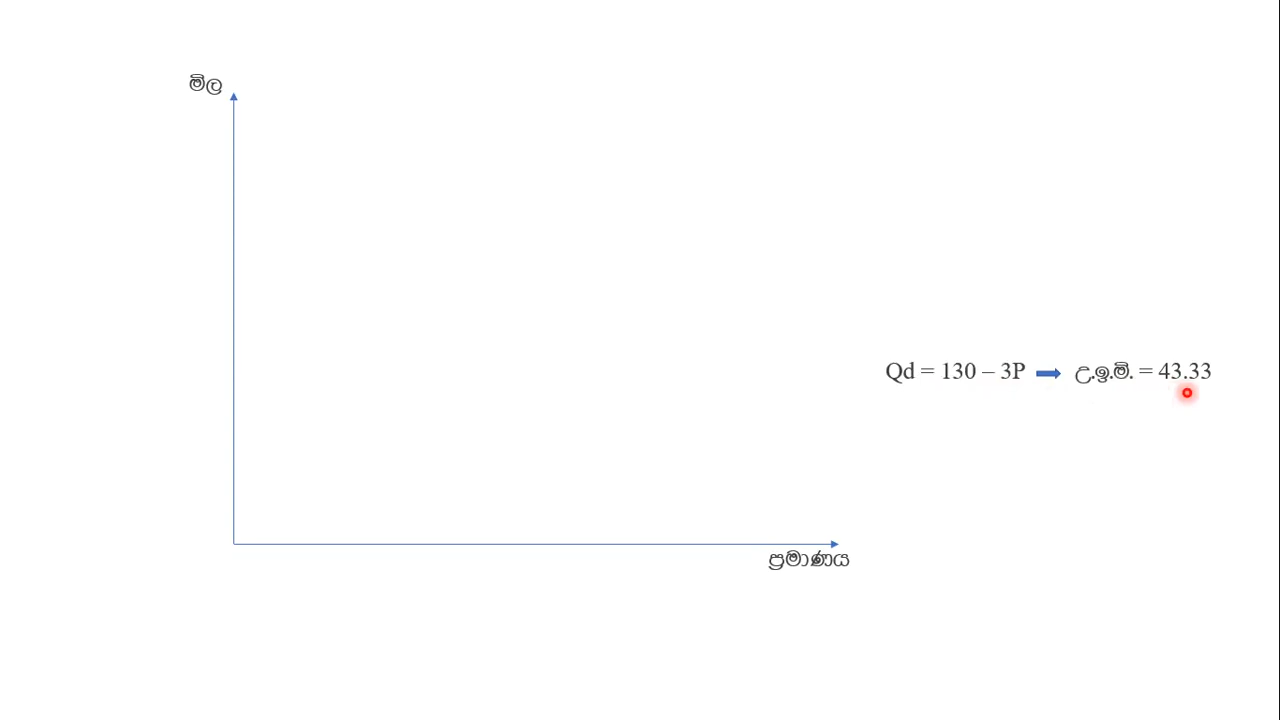 මිල
Qd = 130 – 3P උ.ඉ.මි. = 43.33
ප්‍රමාණය